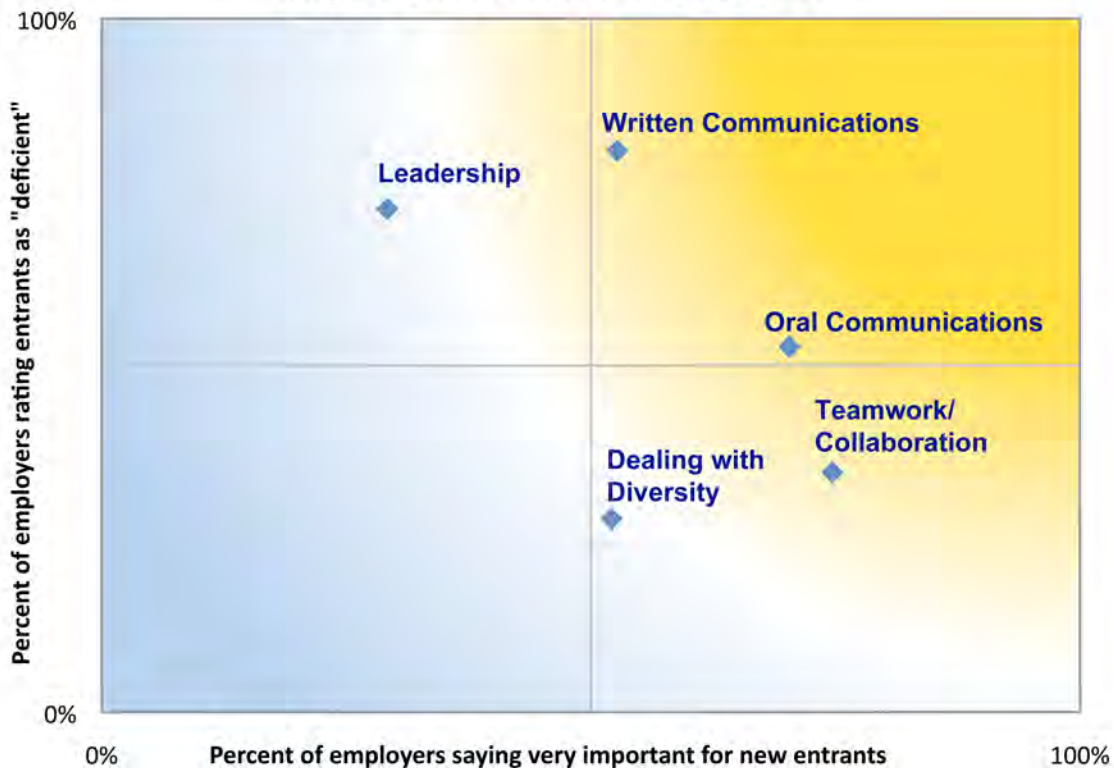 100%
Percent of employers rating entrants as "deficient"
Written Communications
Leadership
Oral Communications
Teamwork/
Collaboration
Dealing with
Diversity
0%
0%
Percent of employers saying very important for new entrants
100%